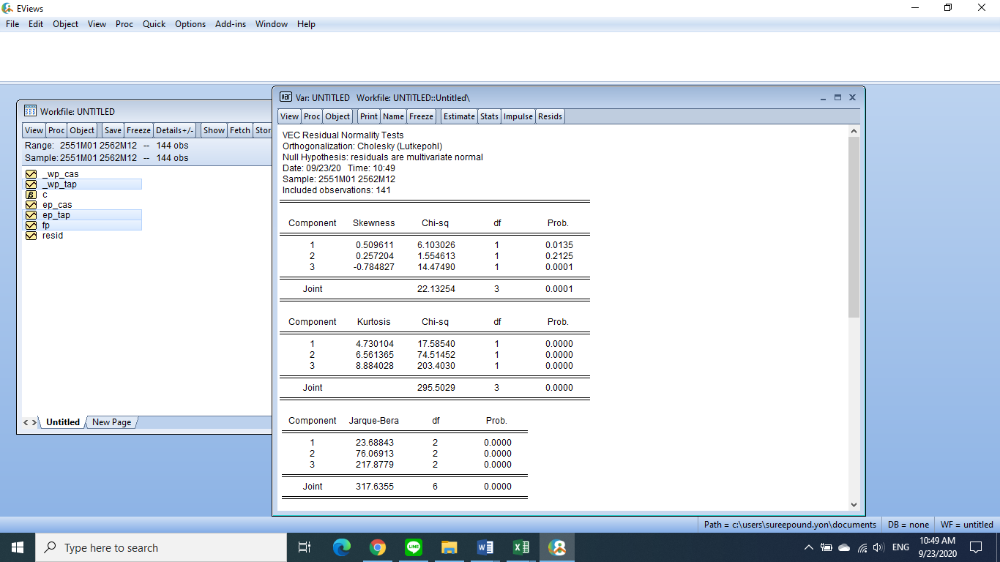 EViews
File Edit Object View Proc Quick Options Add-ins Window Help
Workfile: UNTITLED
View Proc Object Save Freeze Details+/- Show Fetch Stor
Range: 2551M01 2562M12 -- 144 obs
Sample: 2551M01 2562M12 -- 144 obs
_wp_cas
_wp_tap
c
ep_cas
ep_tap
fp
resid
Untitled New Page
Var: UNTITLED Workfile: UNTITLED::Untitled\
View Proc Object Print Name Freeze Estimate Stats Impulse Resids
VEC Residual Normality Tests
Orthogonalization: Cholesky (Lutkepohl)
Null Hypothesis: residuals are multivariate normal
Date: 09/23/20 Time: 10:49
Sample: 2551M01 2562M12
Included observations: 141
Component Skewness Chi-sq df Prob.
1 0.509611 6.103026 1 0.0135
2 0.257204 1.554613 1 0.2125
3 -0.784827 14.47490 1 0.0001
Joint 22.13254 3 0.0001
Component Kurtosis Chi-sq df Prob.
1 4.730104 17.58540 1 0.0000
2 6.561365 74.51452 1 0.0000
3 8.884028 203.4030 1 0.0000
Joint 295.5029 3 0.0000
Component Jarque-Bera df Prob.
1 23.68843 2 0.0000
2 76.06913 2 0.0000
3 217.8779 2 0.0000
Joint 317.6355 6 0.0000
Path = c:\users\sureepound.yon\documents DB = none WF = untitled
Type here to search
ENG
10:49 AM
9/23/2020